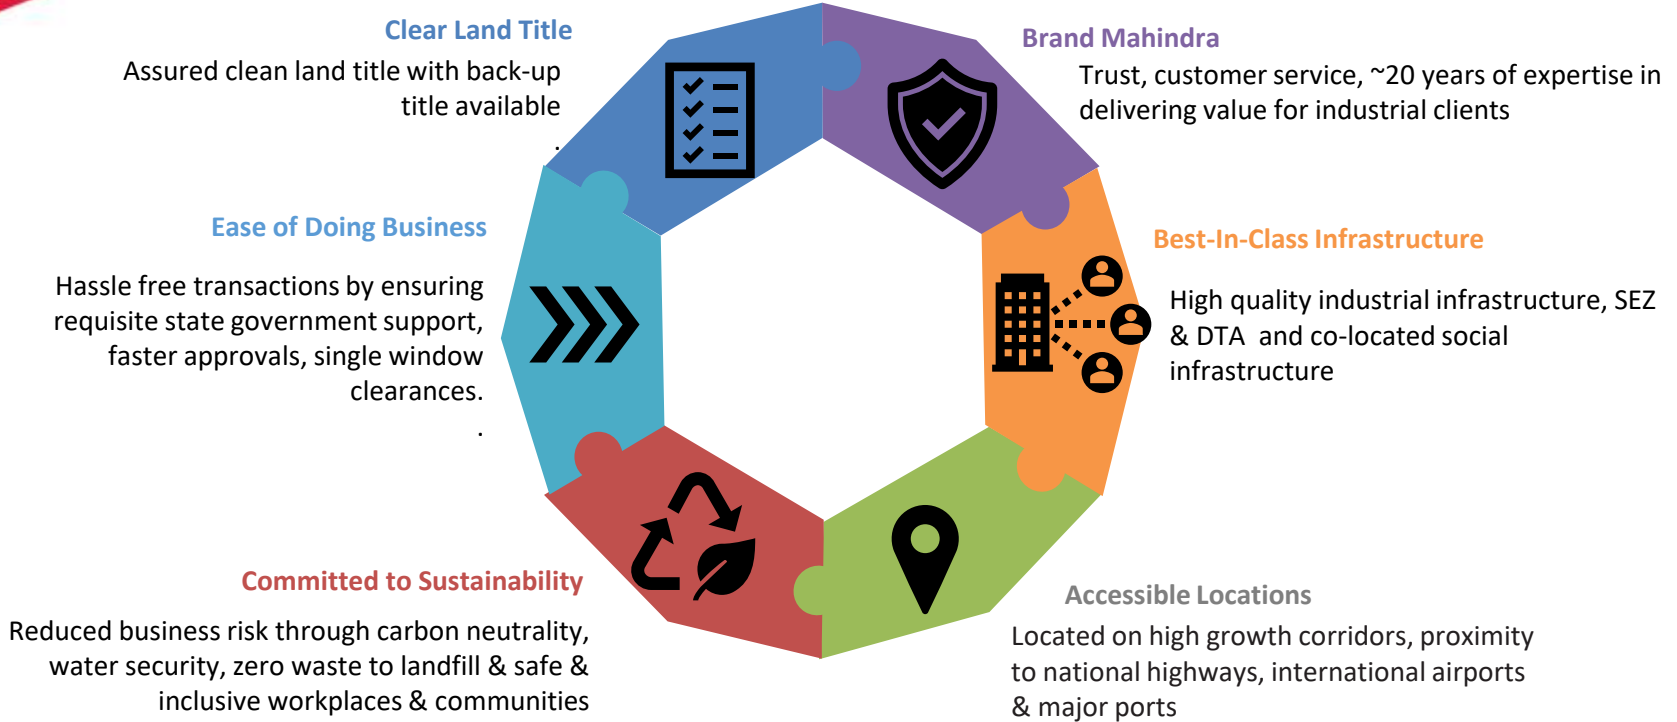 Clear Land Title
Assured clean land title with back-up
title available
.
Brand Mahindra
Trust, customer service, ~20 years of expertise in
delivering value for industrial clients
Ease of Doing Business
Hassle free transactions by ensuring
requisite state government support,
faster approvals, single window
clearances.
.
Best-In-Class Infrastructure
High quality industrial infrastructure, SEZ
& DTA and co-located social
infrastructure
Committed to Sustainability
Reduced business risk through carbon neutrality,
water security, zero waste to landfill & safe &
inclusive workplaces & communities
Accessible Locations
Located on high growth corridors, proximity
to national highways, international airports
& major ports